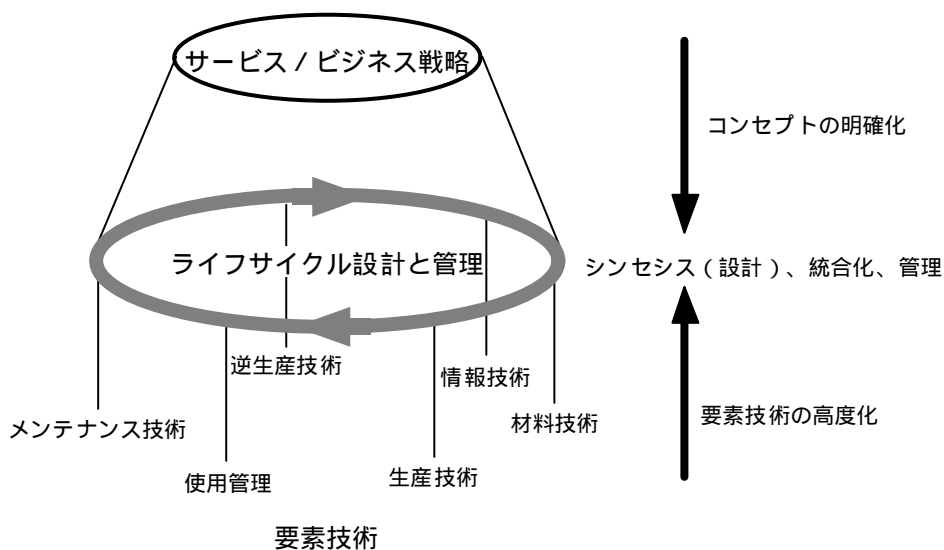 サービス / ビジネス戦略
コンセプトの明確化
ライフサイクル設計と管理
シンセシス(設計)、統合化、管理
逆生産技術
情報技術
メンテナンス技術
材料技術
要素技術の高度化
使用管理
生産技術
要素技術